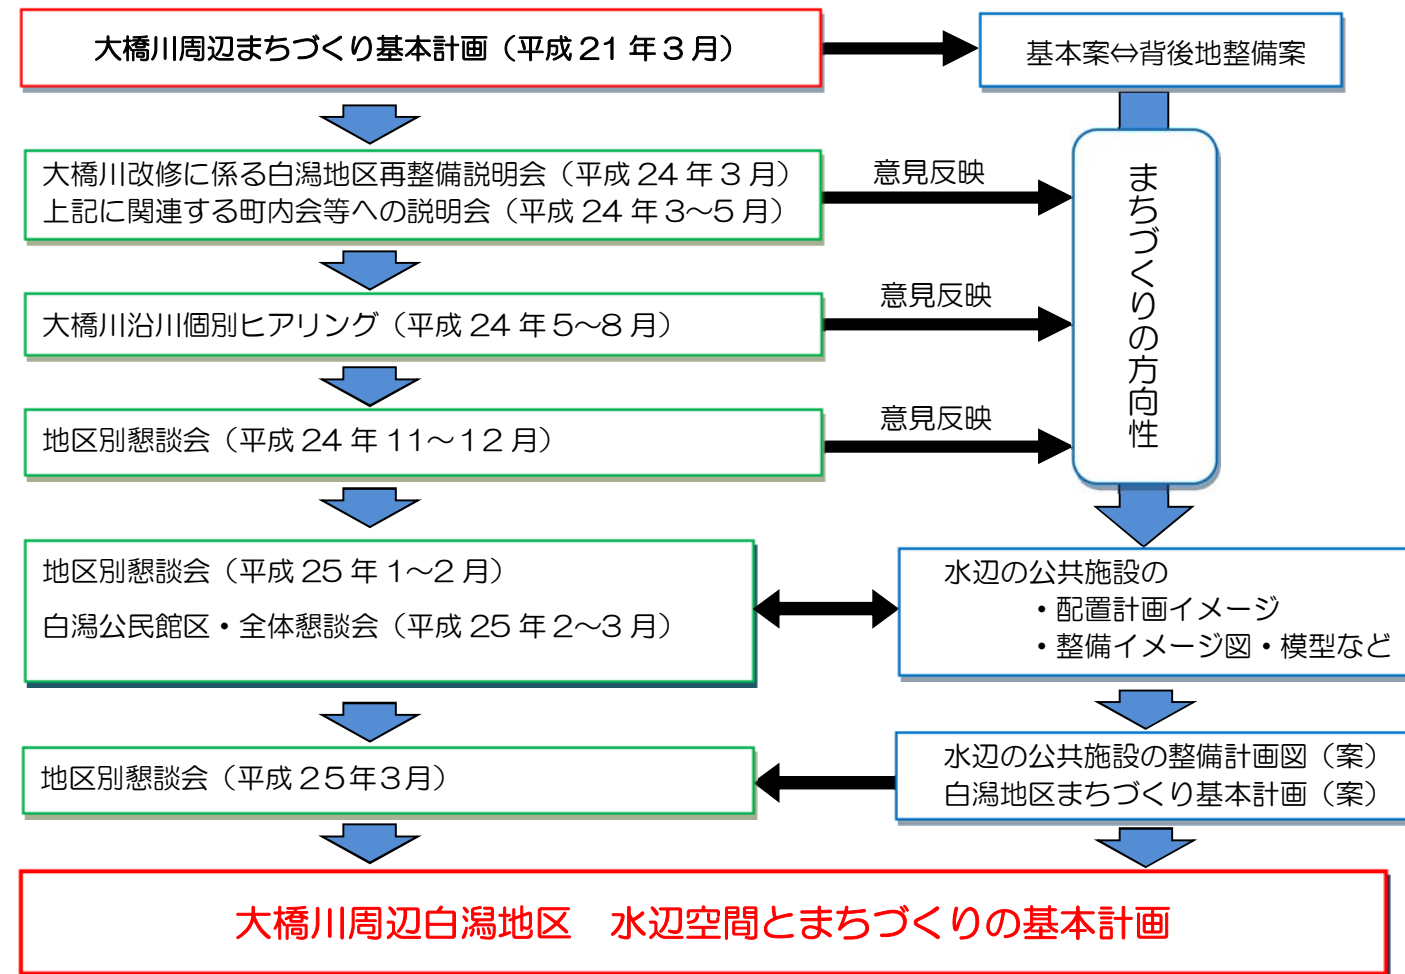 大橋川周辺まちづくり基本計画（平成21年3月）
基本案⇔背後地整備案
大橋川改修に係る白潟地区再整備説明会（平成24年3月）
上記に関連する町内会等への説明会（平成24年3～5月）
意見反映
まちづくりの方向性
大橋川沿川個別ヒアリング（平成24年5～8月）
意見反映
地区別懇談会（平成24年11～12月）
意見反映
地区別懇談会（平成25年1～2月）
白潟公民館区・全体懇談会（平成25年2～3月）
水辺の公共施設の
・配置計画イメージ
・整備イメージ図・模型など
地区別懇談会（平成25年3月）
水辺の公共施設の整備計画図（案）
白潟地区まちづくり基本計画（案）
大橋川周辺白潟地区　水辺空間とまちづくりの基本計画